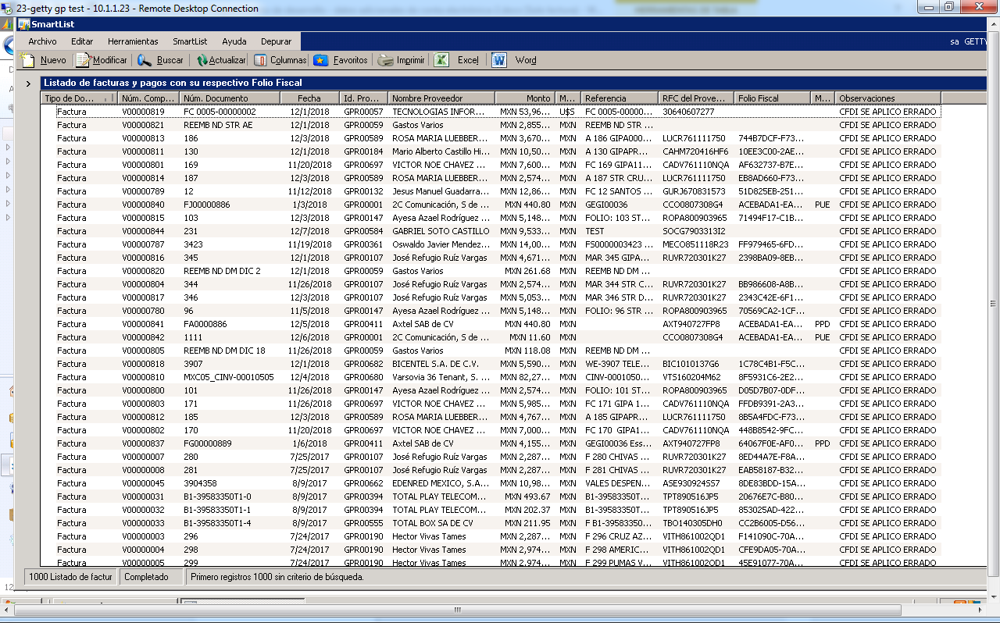 23-getty gp test - 10.1.1.23 - Remote Desktop Connection
SmartList
Archivo Editar Herramientas SmartList Ayuda Depurar sa GETTY
Nuevo Modificar Buscar Actualizar Columnas Favoritos Imprimir Excel Word
Listado de facturas y pagos con su respectivo Folio Fiscal
Tipo de Do... Núm. Comp... Núm. Documento Fecha Id. Pro... Nombre Proveedor Monto M... Referencia RFC del Prove... Folio Fiscal M... Observaciones
Factura V00000819 FC 0005-00000002 12/1/2018 GPR00057 TECNOLOGIAS INFOR... MXN 53,96... U$S FC 0005-00000... 30640607277 CFDI SE APLICO ERRADO
Factura V00000821 REEMB ND STR AE 12/1/2018 GPR00059 Gastos Varios MXN 2,855... MXN REEMB ND STR ... CFDI SE APLICO ERRADO
Factura V00000813 186 12/3/2018 GPR00589 ROSA MARIA LUEBBER... MXN 3,670... MXN A 186 GIPA000... LUCR761111750 744B7DCF-F73... CFDI SE APLICO ERRADO
Factura V00000811 130 12/1/2018 GPR00184 Mario Alberto Castillo Hi... MXN 10,50... MXN A 130 GIPAPR... CAHM720416HF6 10EE3C00-2AE... CFDI SE APLICO ERRADO
Factura V00000801 169 11/20/2018 GPR00697 VICTOR NOE CHAVEZ ... MXN 7,600... MXN FC 169 GIPA11... CADV761110NQA AF632737-B7E... CFDI SE APLICO ERRADO
Factura V00000814 187 12/3/2018 GPR00589 ROSA MARIA LUEBBER... MXN 2,574... MXN A 187 STR CRU... LUCR761111750 EB8AD660-F73... CFDI SE APLICO ERRADO
Factura V00000789 12 11/12/2018 GPR00132 Jesus Manuel Guadarra... MXN 12,86... MXN FC 12 SANTOS ... GURJ670831573 51D825EB-251... CFDI SE APLICO ERRADO
Factura V00000840 FJ00000886 1/3/2018 GPR00001 2C Comunicación, S de ... MXN 440.80 MXN GEGI00036 CCO0807308G4 ACEBADA1-EA... PUE CFDI SE APLICO ERRADO
Factura V00000815 103 12/3/2018 GPR00147 Ayesa Azael Rodríguez ... MXN 5,148... MXN FOLIO: 103 ST... ROPA800903965 71494F17-C1B... CFDI SE APLICO ERRADO
Factura V00000844 231 12/7/2018 GPR00584 GABRIEL SOTO CASTILLO MXN 9,533... MXN TEST SOCG7903313I2 CFDI SE APLICO ERRADO
Factura V00000787 3423 11/19/2018 GPR00361 Oswaldo Javier Mendez... MXN 14,00... MXN FS0000003423 ... MECO851118R23 FF979465-6FD... CFDI SE APLICO ERRADO
Factura V00000816 345 12/1/2018 GPR00107 José Refugio Ruíz Vargas MXN 4,671... MXN MAR 345 GIPA... RUVR720301K27 2398BA09-8EB... CFDI SE APLICO ERRADO
Factura V00000820 REEMB ND DM DIC 2 12/1/2018 GPR00059 Gastos Varios MXN 261.68 MXN REEMB ND DM ... CFDI SE APLICO ERRADO
Factura V00000804 344 11/26/2018 GPR00107 José Refugio Ruíz Vargas MXN 2,574... MXN MAR 344 STR C... RUVR720301K27 BB986608-A8B... CFDI SE APLICO ERRADO
Factura V00000817 346 12/3/2018 GPR00107 José Refugio Ruíz Vargas MXN 5,053... MXN MAR 346 STR D... RUVR720301K27 2343C42E-6F1... CFDI SE APLICO ERRADO
Factura V00000780 96 11/5/2018 GPR00147 Ayesa Azael Rodríguez ... MXN 5,148... MXN FOLIO: 96 STR ... ROPA800903965 70569CA2-1CF... CFDI SE APLICO ERRADO
Factura V00000841 FA0000886 12/5/2018 GPR00411 Axtel SAB de CV MXN 440.80 MXN AXT940727FP8 ACEBADA1-EA... PPD CFDI SE APLICO ERRADO
Factura V00000842 1111 12/6/2018 GPR00001 2C Comunicación, S de ... MXN 11.60 MXN CCO0807308G4 ACEBADA1-EA... PUE CFDI SE APLICO ERRADO
Factura V00000805 REEMB ND DM DIC 18 11/26/2018 GPR00059 Gastos Varios MXN 118.08 MXN REEMB ND DM ... CFDI SE APLICO ERRADO
Factura V00000818 3907 12/1/2018 GPR00682 BICENTEL S.A. DE C.V. MXN 5,590... MXN WE-3907 TELE... BIC1010137G6 1C78C4B1-F5C... CFDI SE APLICO ERRADO
Factura V00000810 MXC05_CINV-00010505 12/4/2018 GPR00680 Varsovia 36 Tenant, S. ... MXN 82,27... MXN CINV-0001050... VTS160204M62 8F5931C6-2E2... CFDI SE APLICO ERRADO
Factura V00000800 101 11/26/2018 GPR00147 Ayesa Azael Rodríguez ... MXN 2,574... MXN FOLIO: 101 ST... ROPA800903965 D05D7B07-0DF... CFDI SE APLICO ERRADO
Factura V00000803 171 11/26/2018 GPR00697 VICTOR NOE CHAVEZ ... MXN 5,985... MXN FC 171 GIPA 1... CADV761110NQA FFDB9391-2A3... CFDI SE APLICO ERRADO
Factura V00000812 185 12/3/2018 GPR00589 ROSA MARIA LUEBBER... MXN 4,767... MXN A 185 GIPAPR... LUCR761111750 8B5A4FDC-F73... CFDI SE APLICO ERRADO
Factura V00000802 170 11/20/2018 GPR00697 VICTOR NOE CHAVEZ ... MXN 7,000... MXN FC 170 GIPA1... CADV761110NQA 448B8542-9FC... CFDI SE APLICO ERRADO
Factura V00000837 FG00000889 1/6/2018 GPR00411 Axtel SAB de CV MXN 4,155... MXN GEGI00036 Ess... AXT940727FP8 64067F0E-AF0... PPD CFDI SE APLICO ERRADO
Factura V00000007 280 7/25/2017 GPR00107 José Refugio Ruíz Vargas MXN 2,287... MXN F 280 CHIVAS ... RUVR720301K27 8ED44A7E-F8A... CFDI SE APLICO ERRADO
Factura V00000008 281 7/25/2017 GPR00107 José Refugio Ruíz Vargas MXN 2,287... MXN F 281 CHIVAS ... RUVR720301K27 EAB58187-B32... CFDI SE APLICO ERRADO
Factura V00000045 3904358 8/9/2017 GPR00662 EDENRED MEXICO, S.A... MXN 10,98... MXN VALES DESPEN... ASE930924SS7 8DE83BDD-15A... CFDI SE APLICO ERRADO
Factura V00000031 B1-39583350T1-0 8/9/2017 GPR00394 TOTAL PLAY TELECOM... MXN 493.67 MXN B1-39583350T... TPT890516JP5 20676E7C-B80... CFDI SE APLICO ERRADO
Factura V00000032 B1-39583350T1-1 8/9/2017 GPR00394 TOTAL PLAY TELECOM... MXN 202.37 MXN B1-39583350T... TPT890516JP5 853025AD-422... CFDI SE APLICO ERRADO
Factura V00000033 B1-39583350T1-4 8/9/2017 GPR00555 TOTAL BOX SA DE CV MXN 211.95 MXN F B1-39583350... TBO140305DH0 CC2B6005-D56... CFDI SE APLICO ERRADO
Factura V00000003 296 7/24/2017 GPR00190 Hector Vivas Tames MXN 2,287... MXN F 296 CRUZ AZ... VITH861002QD1 F141090C-70A... CFDI SE APLICO ERRADO
Factura V00000004 298 7/24/2017 GPR00190 Hector Vivas Tames MXN 2,974... MXN F 298 AMERIC... VITH861002QD1 CFE9DA05-70A... CFDI SE APLICO ERRADO
Factura V00000005 299 7/24/2017 GPR00190 Hector Vivas Tames MXN 2,974... MXN F 299 PUMAS V... VITH861002QD1 45E91077-70A... CFDI SE APLICO ERRADO
1000 Listado de factur Completado Primero registros 1000 sin criterio de búsqueda.